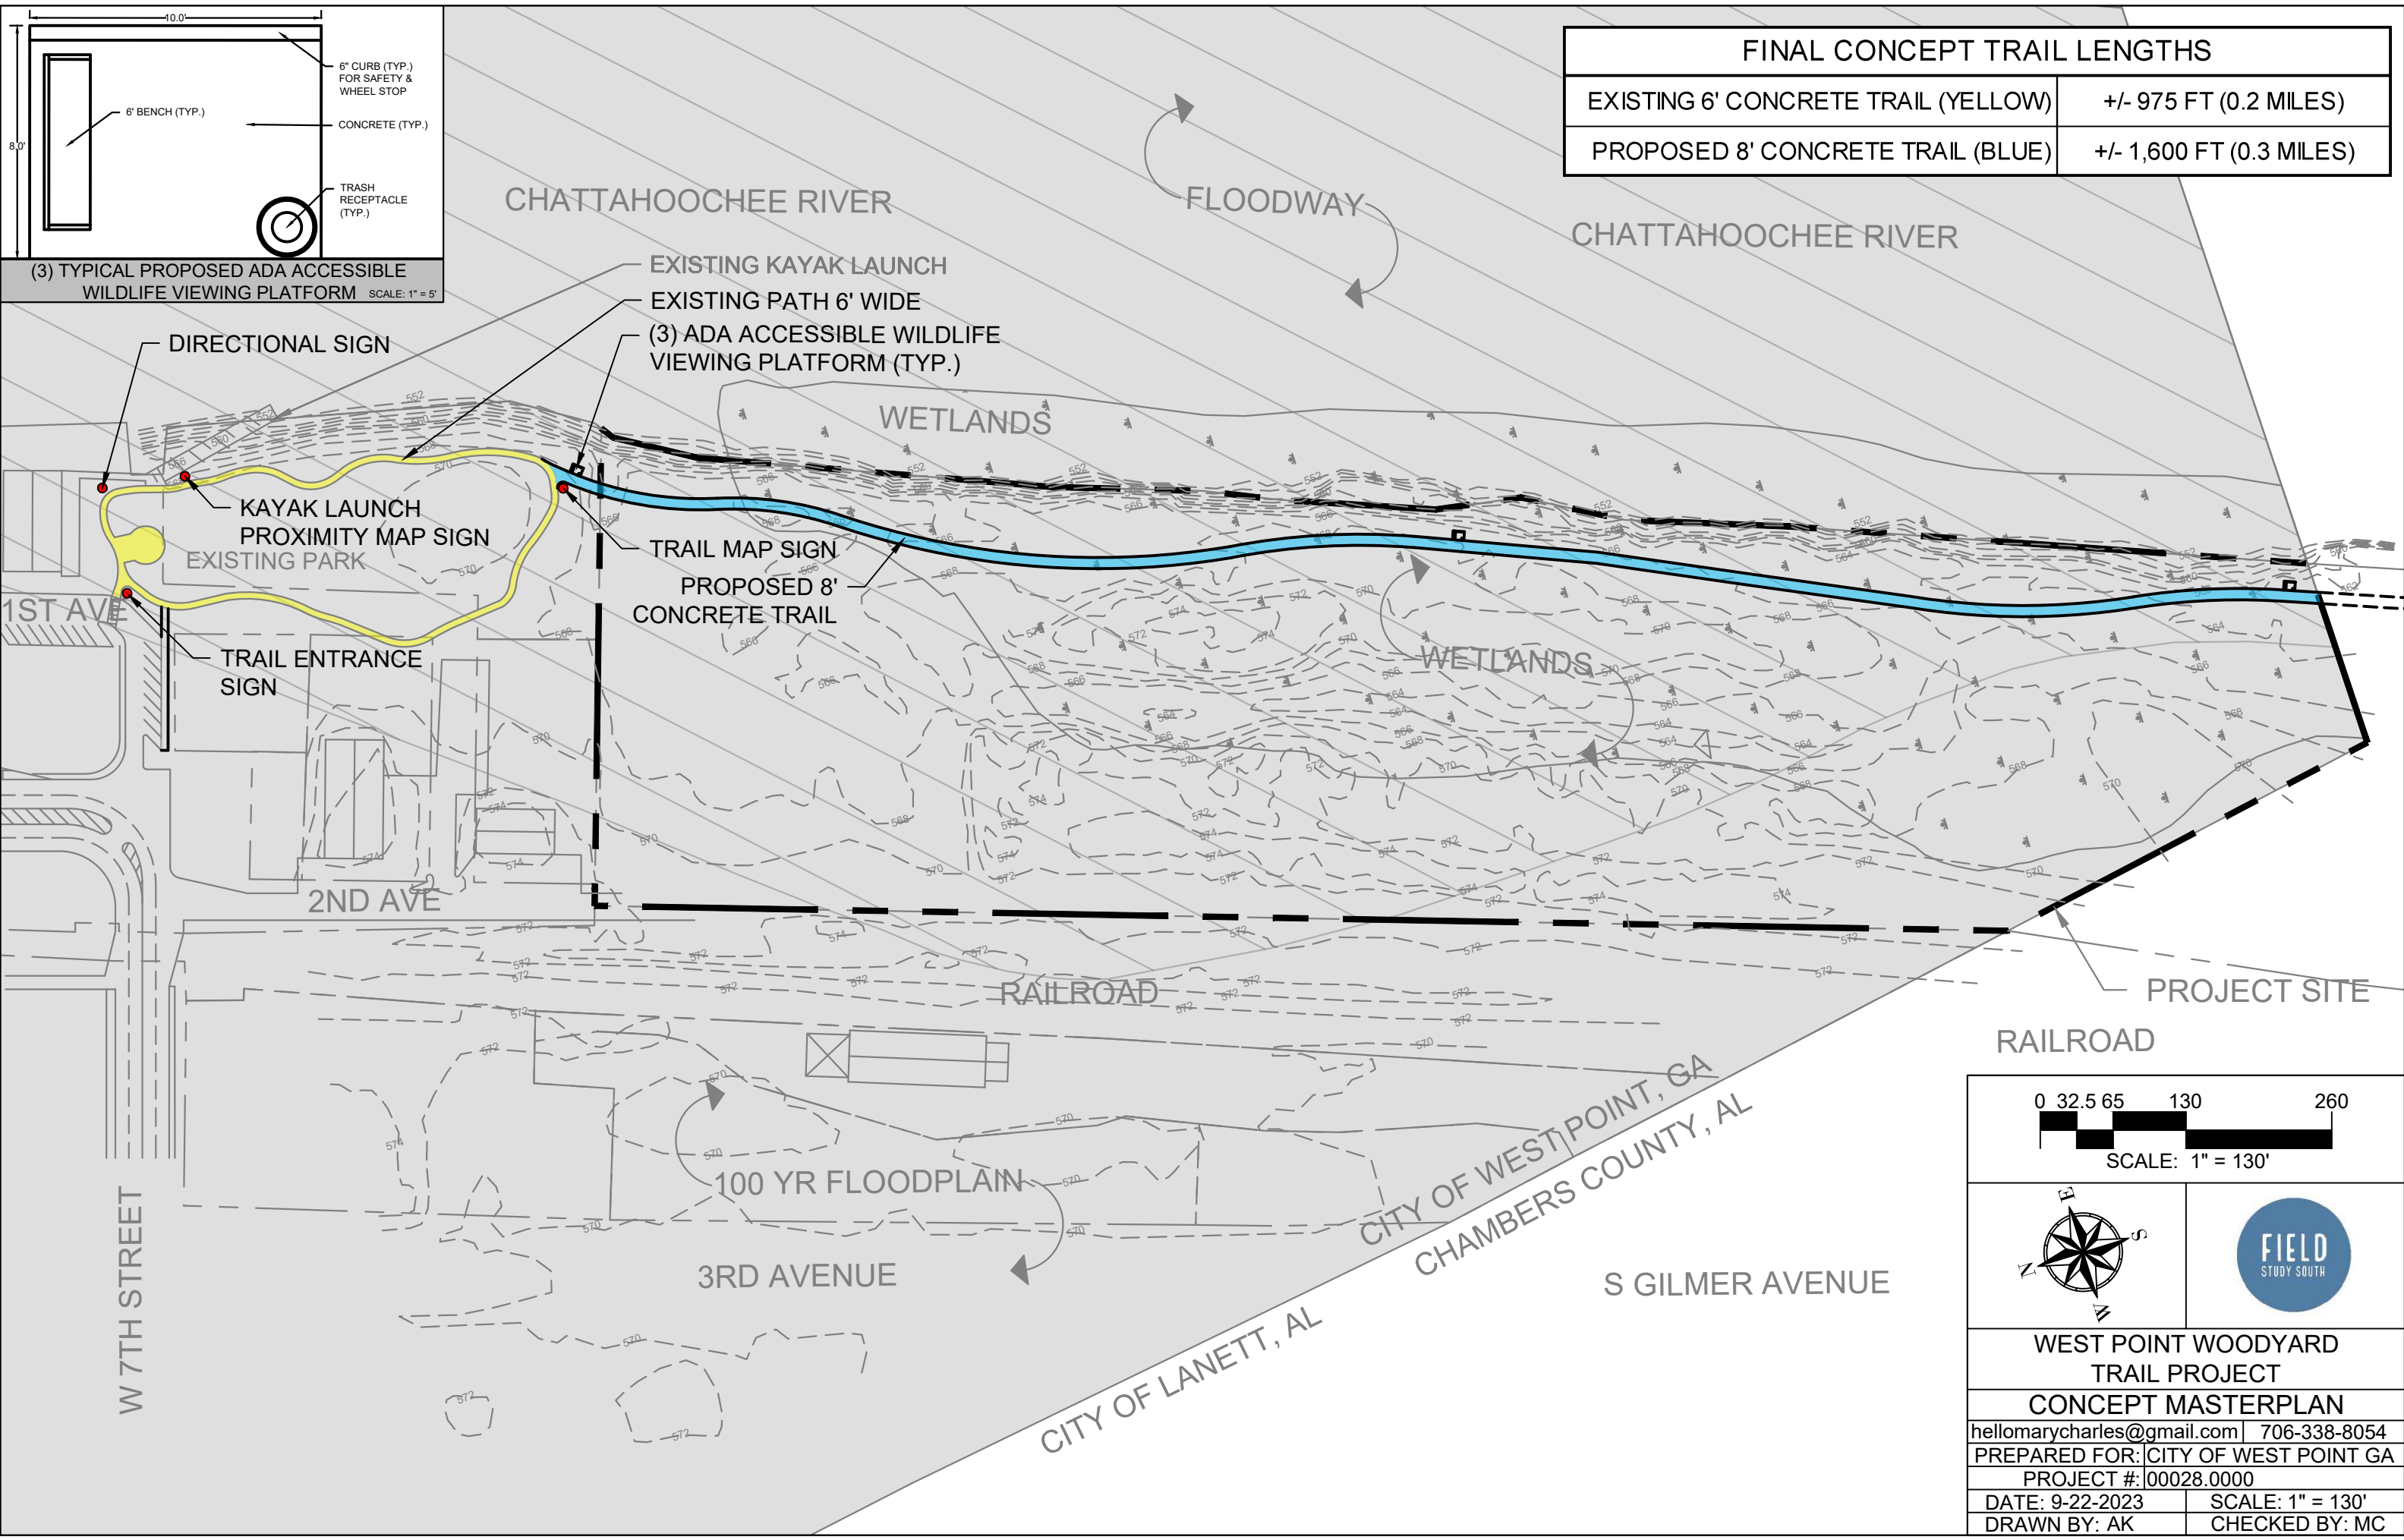 10.0'
8.0'
6" CURB (TYP.)
FOR SAFETY &
WHEEL STOP
6' BENCH (TYP.)
CONCRETE (TYP.)
TRASH
RECEPTACLE
(TYP.)
(3) TYPICAL PROPOSED ADA ACCESSIBLE
WILDLIFE VIEWING PLATFORM SCALE: 1" = 5'
FINAL CONCEPT TRAIL LENGTHS
EXISTING 6' CONCRETE TRAIL (YELLOW) +/- 975 FT (0.2 MILES)
PROPOSED 8' CONCRETE TRAIL (BLUE) +/- 1,600 FT (0.3 MILES)
CHATTAHOOCHEE RIVER
FLOODWAY
CHATTAHOOCHEE RIVER
EXISTING KAYAK LAUNCH
EXISTING PATH 6' WIDE
(3) ADA ACCESSIBLE WILDLIFE
VIEWING PLATFORM (TYP.)
DIRECTIONAL SIGN
WETLANDS
KAYAK LAUNCH
PROXIMITY MAP SIGN
EXISTING PARK
TRAIL MAP SIGN
PROPOSED 8'
CONCRETE TRAIL
1ST AVE
TRAIL ENTRANCE
SIGN
WETLANDS
2ND AVE
RAILROAD
PROJECT SITE
RAILROAD
100 YR FLOODPLAIN
CITY OF WEST POINT, GA
CHAMBERS COUNTY, AL
W 7TH STREET
3RD AVENUE
S GILMER AVENUE
CITY OF LANETT, AL
0 32.5 65 130 260
SCALE: 1" = 130'
E
S
N
W
FIELD
STUDY SOUTH
WEST POINT WOODYARD
TRAIL PROJECT
CONCEPT MASTERPLAN
hellomarycharles@gmail.com 706-338-8054
PREPARED FOR: CITY OF WEST POINT GA
PROJECT #: 00028.0000
DATE: 9-22-2023 SCALE: 1" = 130'
DRAWN BY: AK CHECKED BY: MC